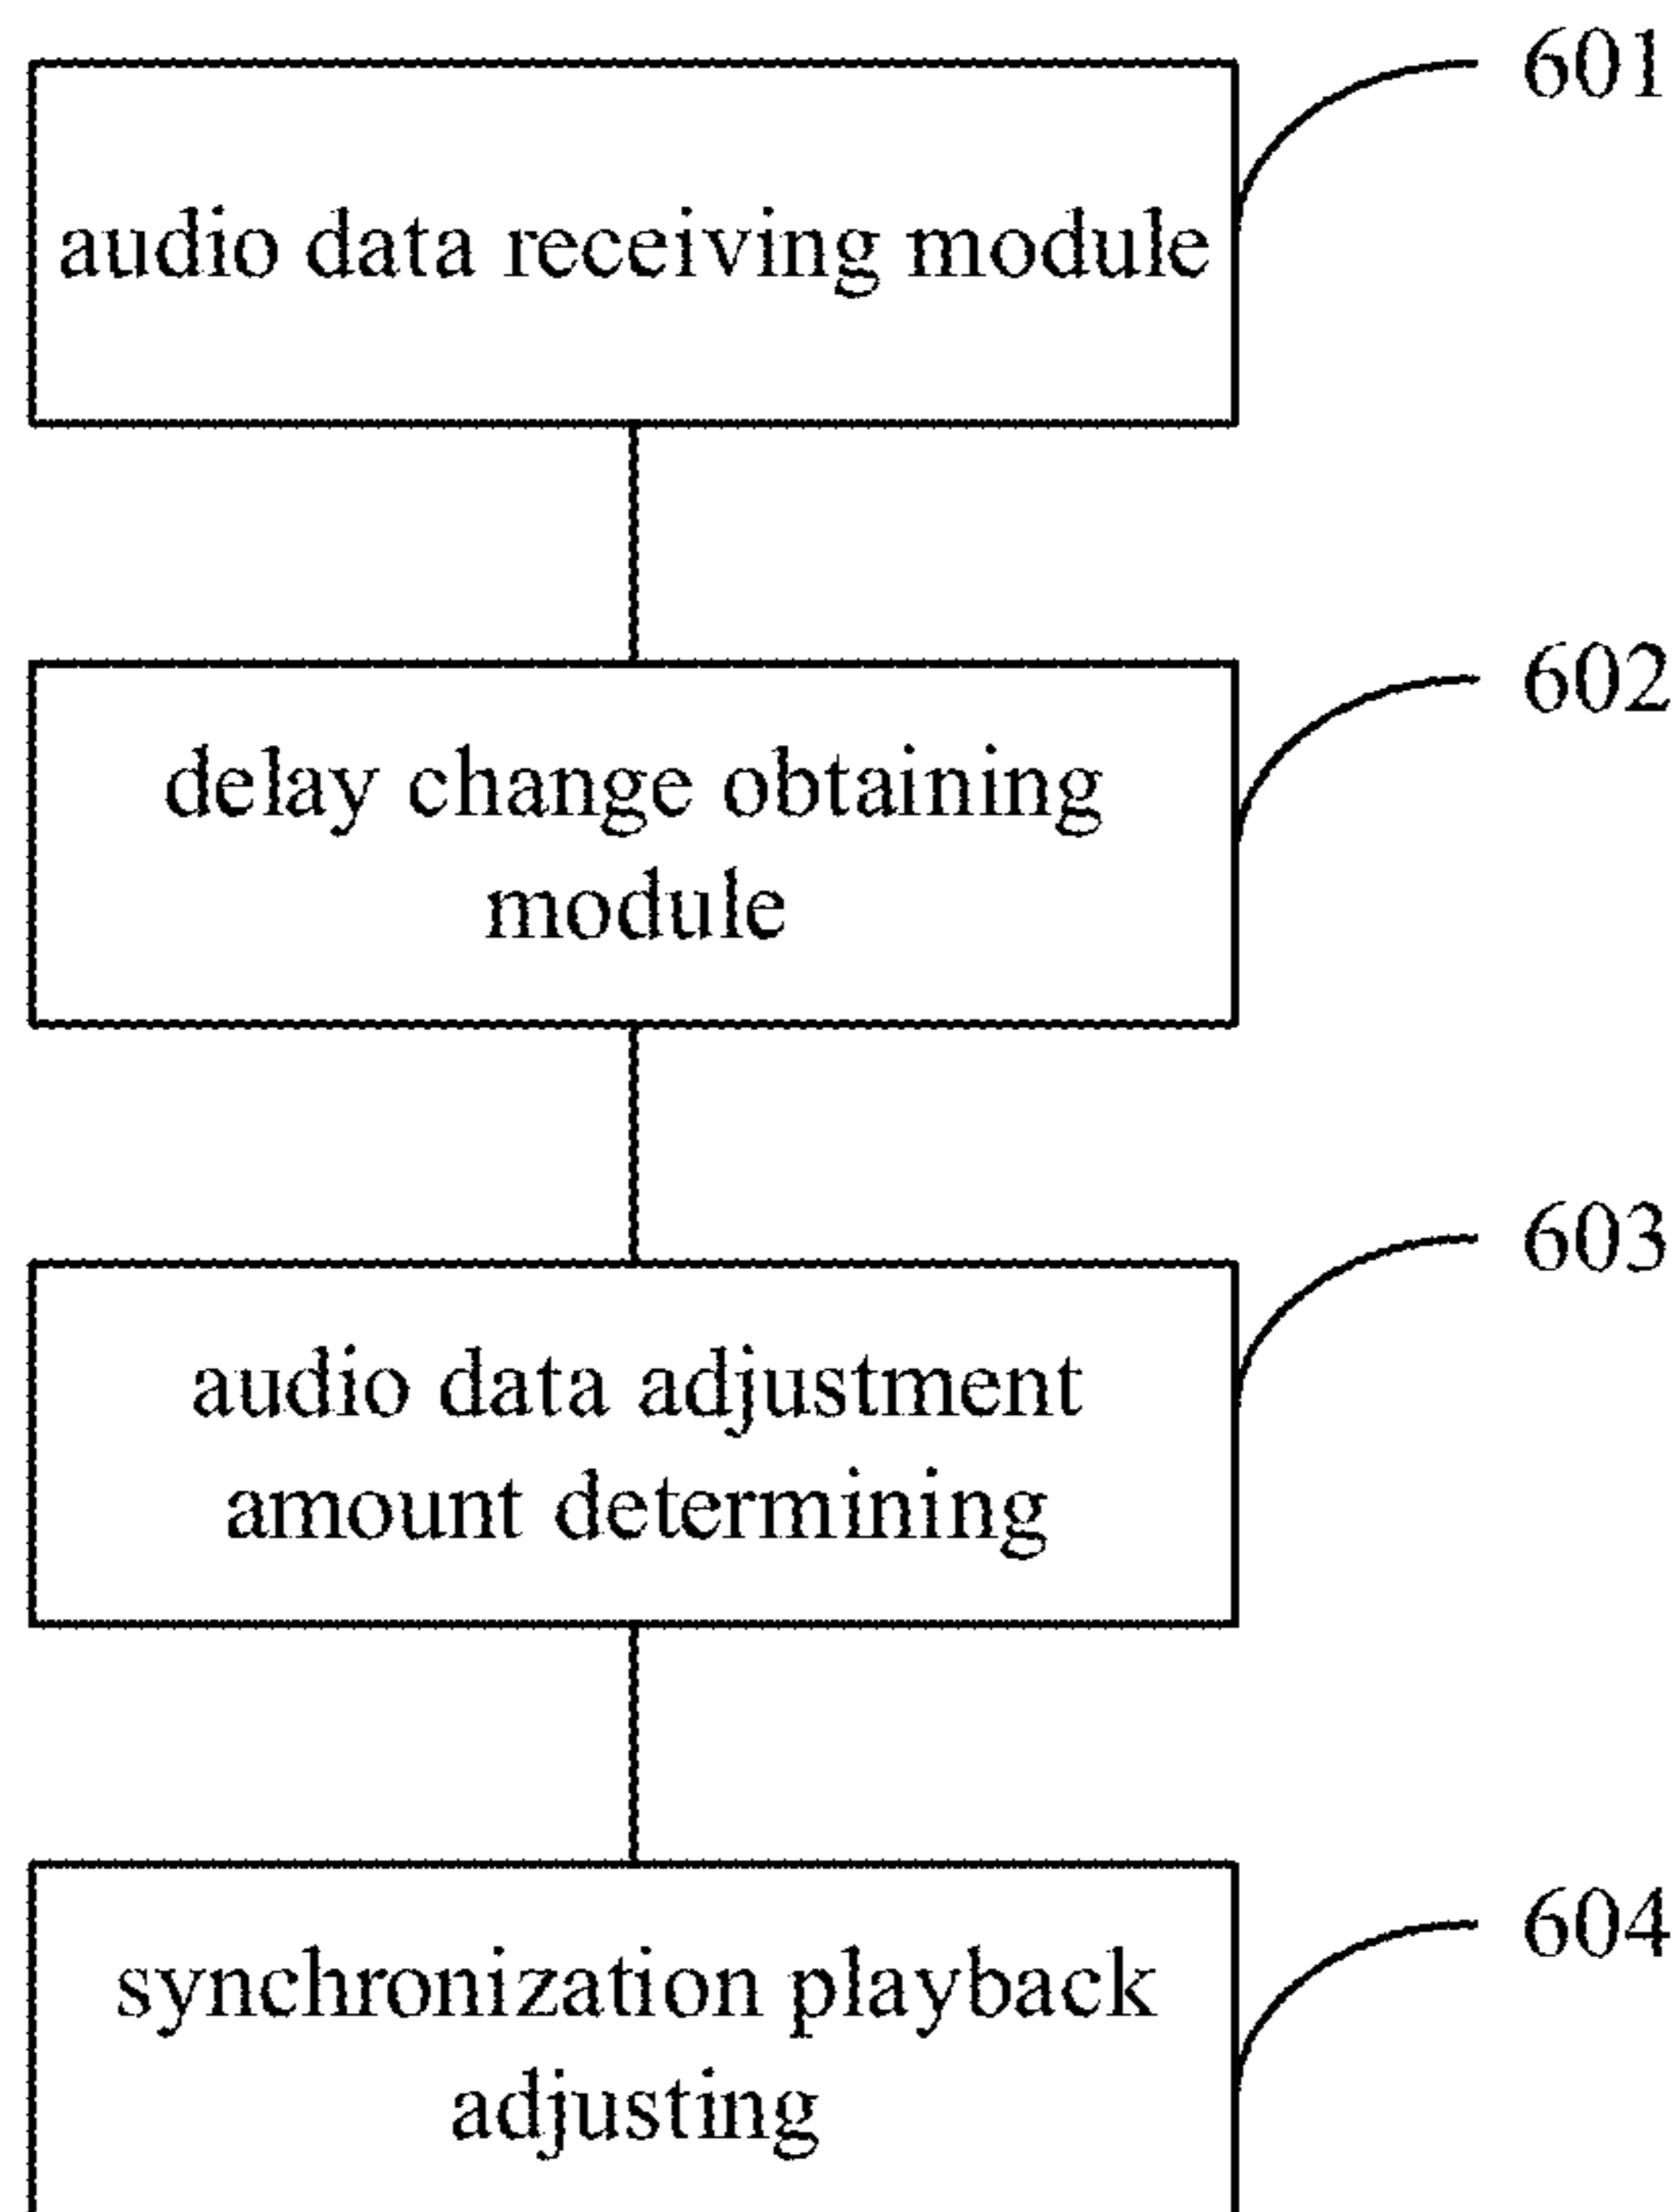 601
audio data receiving module
602
delay change obtaining
module
603
audio data adjustment
amount determining
604
synchronization playback
adjusting